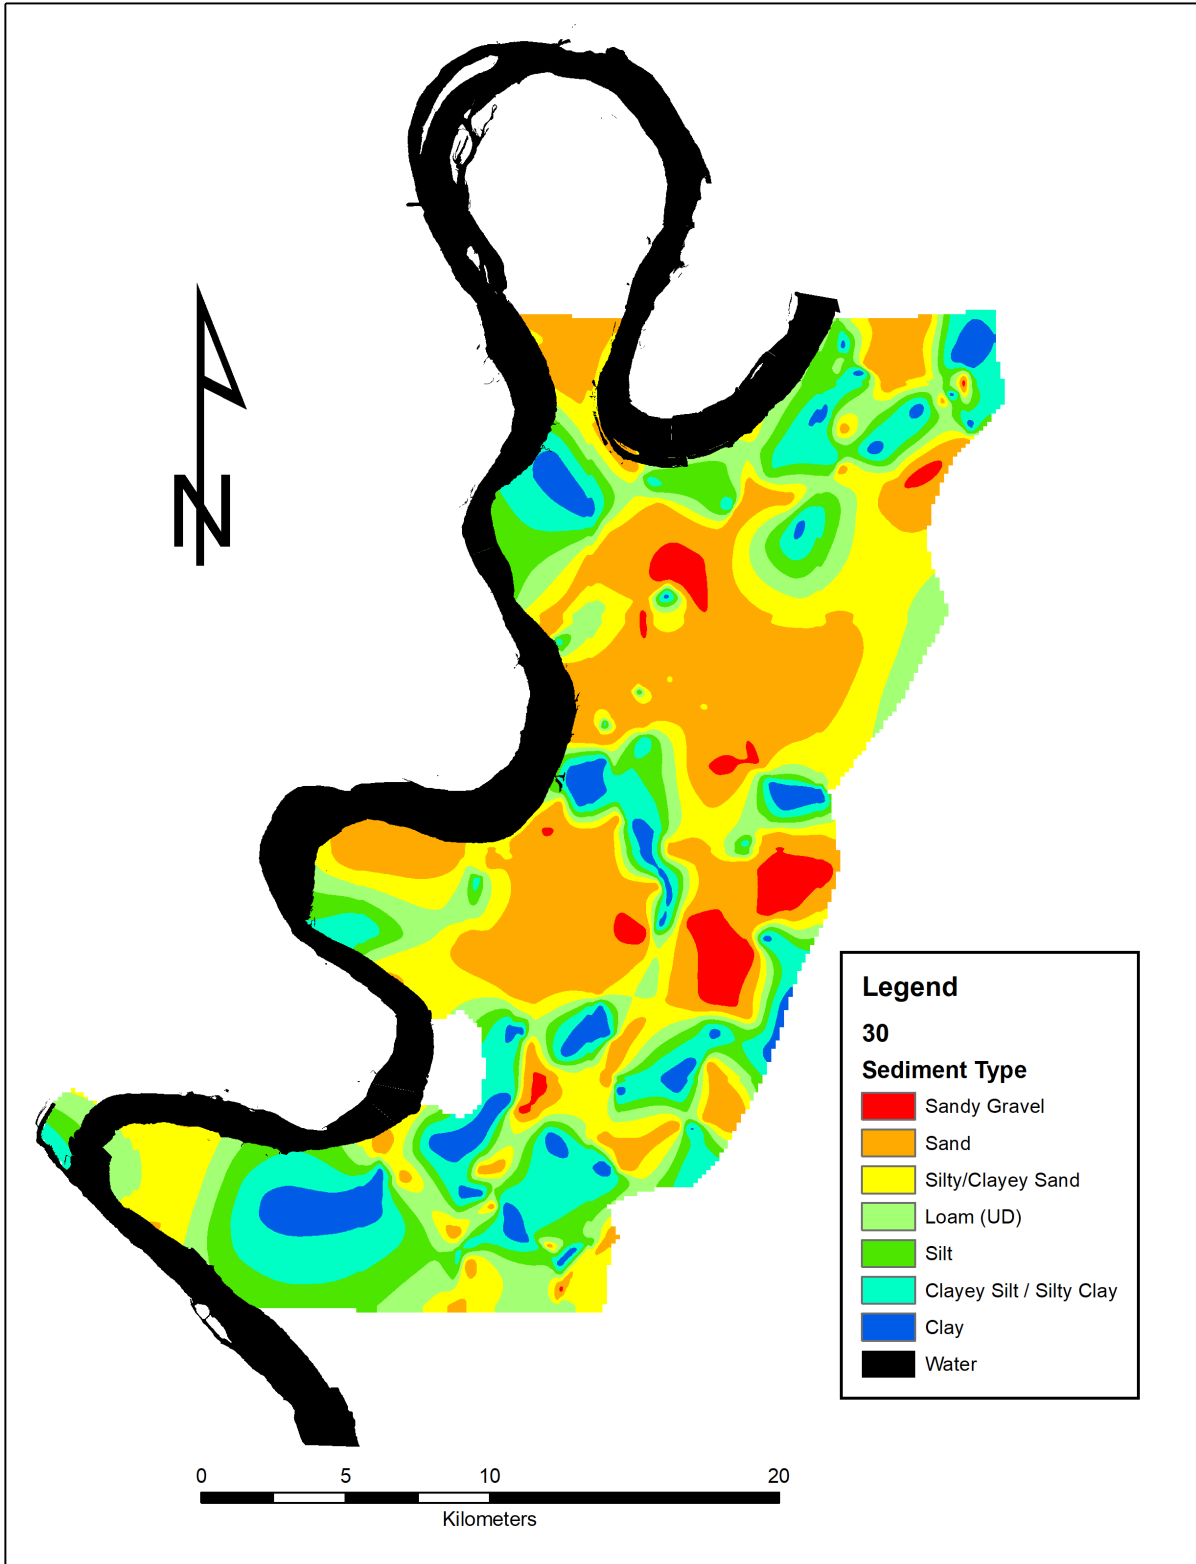 N
Legend
30
Sediment Type
Sandy Gravel
Sand
Silty/Clayey Sand
Loam (UD)
Silt
Clayey Silt / Silty Clay
Clay
Water
0 5 10 20
Kilometers